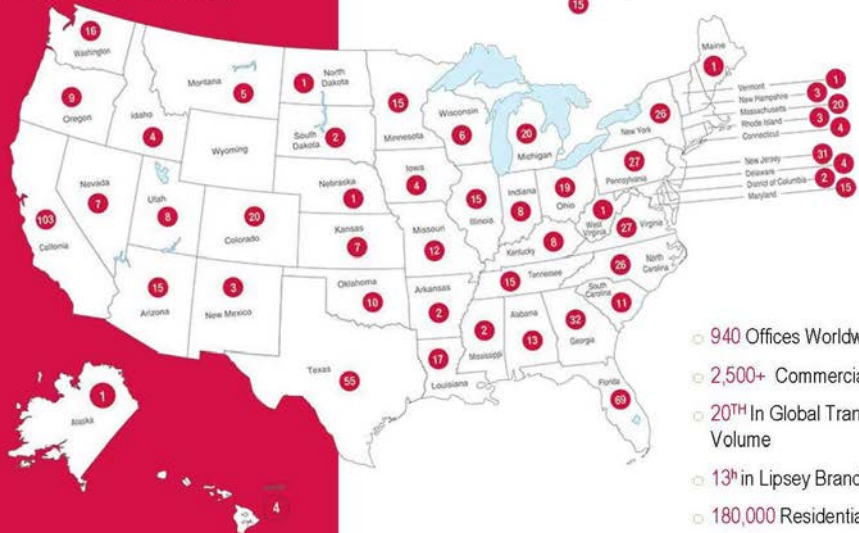 15
16
Washington
Montana
5
1
North
Dakota
15
Minnesota
Maine
1
9
Oregon
Idaho
4
Wyoming
South
Dakota
2
Wisconsin
6
20
Michigan
26
New York
Vermont
1
New Hampshire
3
Massachusetts
20
Rhode Island
3
Connecticut
4
Nevada
7
Utah
8
20
Colorado
Nebraska
1
Iowa
4
15
Illinois
Indiana
8
19
Ohio
27
Pennsylvania
New Jersey
31
Delaware
4
District of Columbia
2
Maryland
15
103
Kansas
7
Missouri
12
Kentucky
8
1
West
Virginia
27
Virginia
15
Arizona
3
New Mexico
Oklahoma
10
Arkansas
2
15
Tennessee
26
North
Carolina
South
Carolina
11
2
Mississippi
Alabama
13
32
Georgia
Texas
55
17
Louisiana
Florida
69
1
Alaska
4
940 Offices Worldw
2,500+ Commercia
20TH In Global Tran
Volume
13h in Lipsey Branc
180,000 Residentia